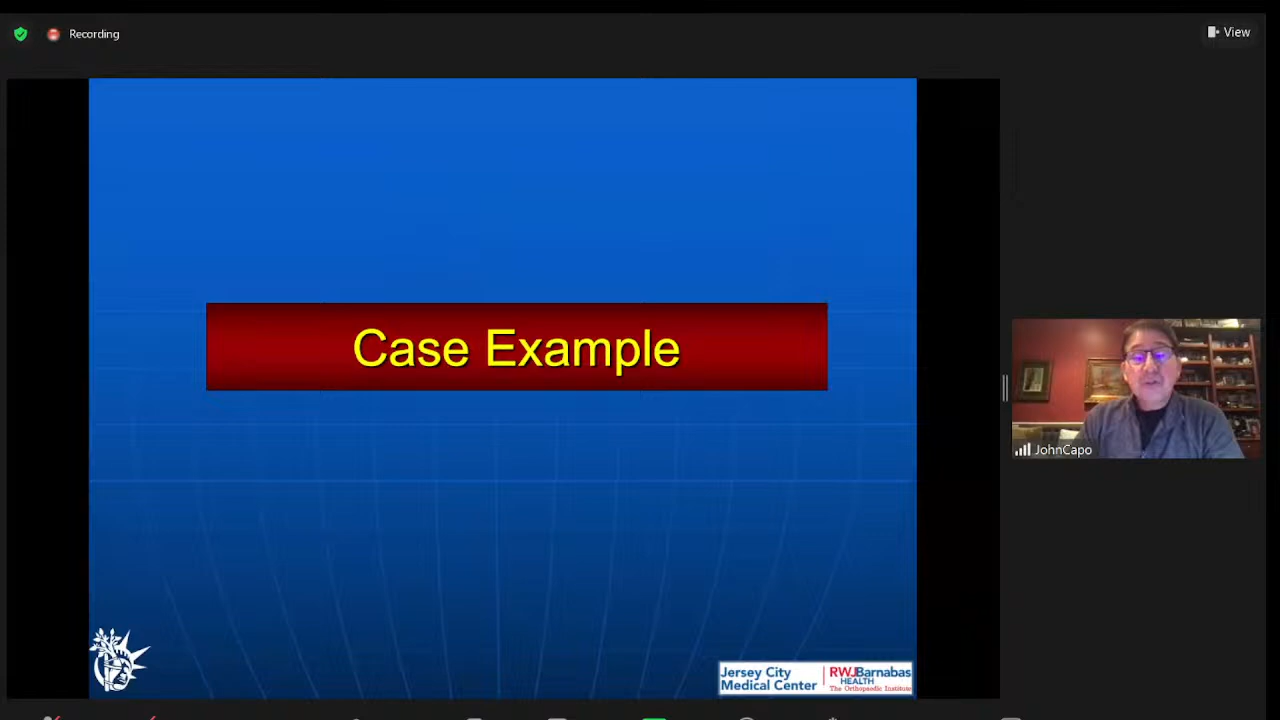 Recording
View
Case Example
JohnCapo
Jersey City
Medical Center
RWJBarnabas
HEALTH
The Orthopaedic Institute